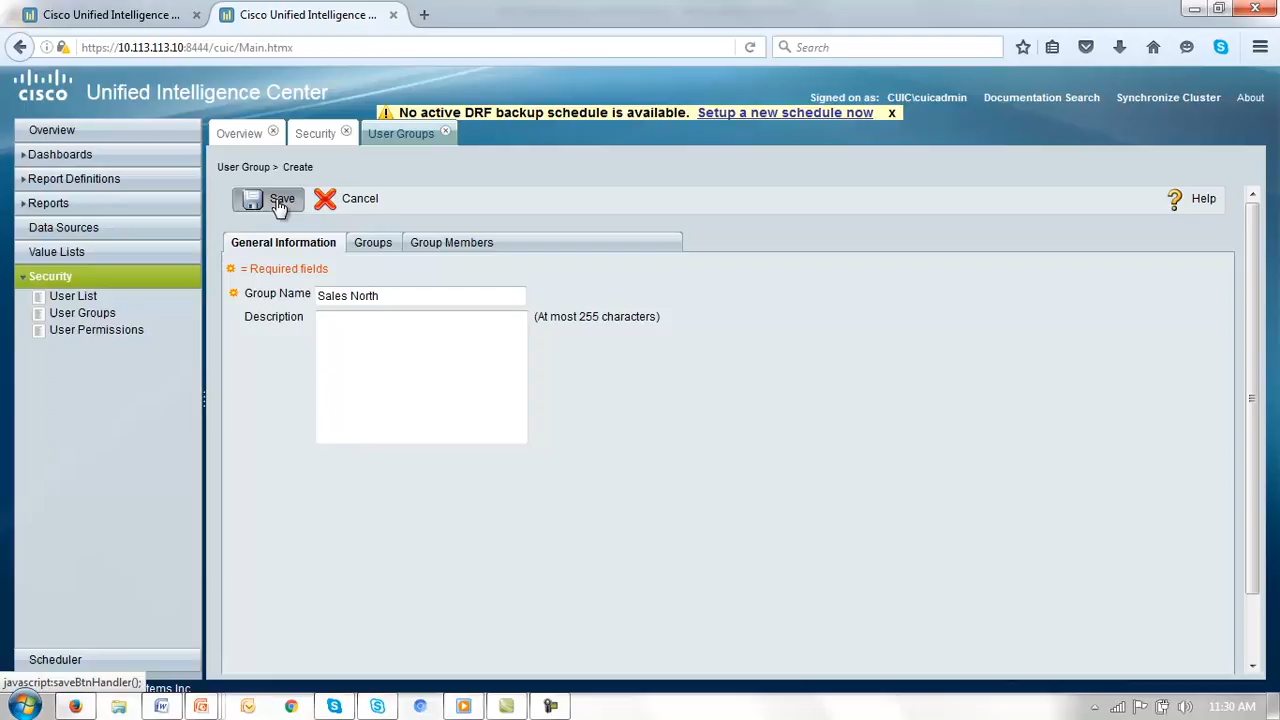 Cisco Unified Intelligence ...
Cisco Unified Intelligence ...
https://10.113.113.10:8444/cuic/Main.htmx
Search
CISCO
Unified Intelligence Center
Signed on as: CUIC\cuicadmin
Documentation Search
Synchronize Cluster
About
No active DRF backup schedule is available. Setup a new schedule now x
Overview
Dashboards
Report Definitions
Reports
Data Sources
Value Lists
Security
User List
User Groups
User Permissions
Scheduler
Overview
Security
User Groups
User Group > Create
Save
Cancel
Help
General Information
Groups
Group Members
= Required fields
Group Name Sales North
Description
(At most 255 characters)
javascript:saveBtnHandler();
tems Inc
11:30 AM